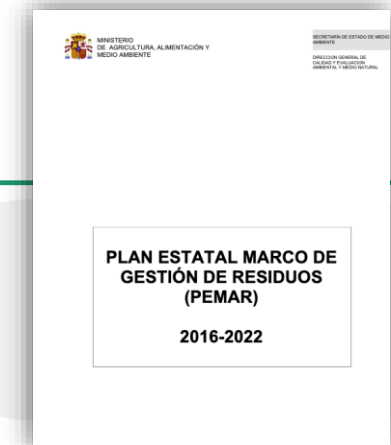 MINISTERIO
DE AGRICULTURA, ALIMENTACIÓN Y
MEDIO AMBIENTE
SECRETARÍA DE ESTADO DE MEDIO
AMBIENTE
DIRECCIÓN GENERAL DE
CALIDAD Y EVALUACIÓN
AMBIENTAL Y MEDIO NATURAL
PLAN ESTATAL MARCO DE
GESTIÓN DE RESIDUOS
(PEMAR)
2016-2022